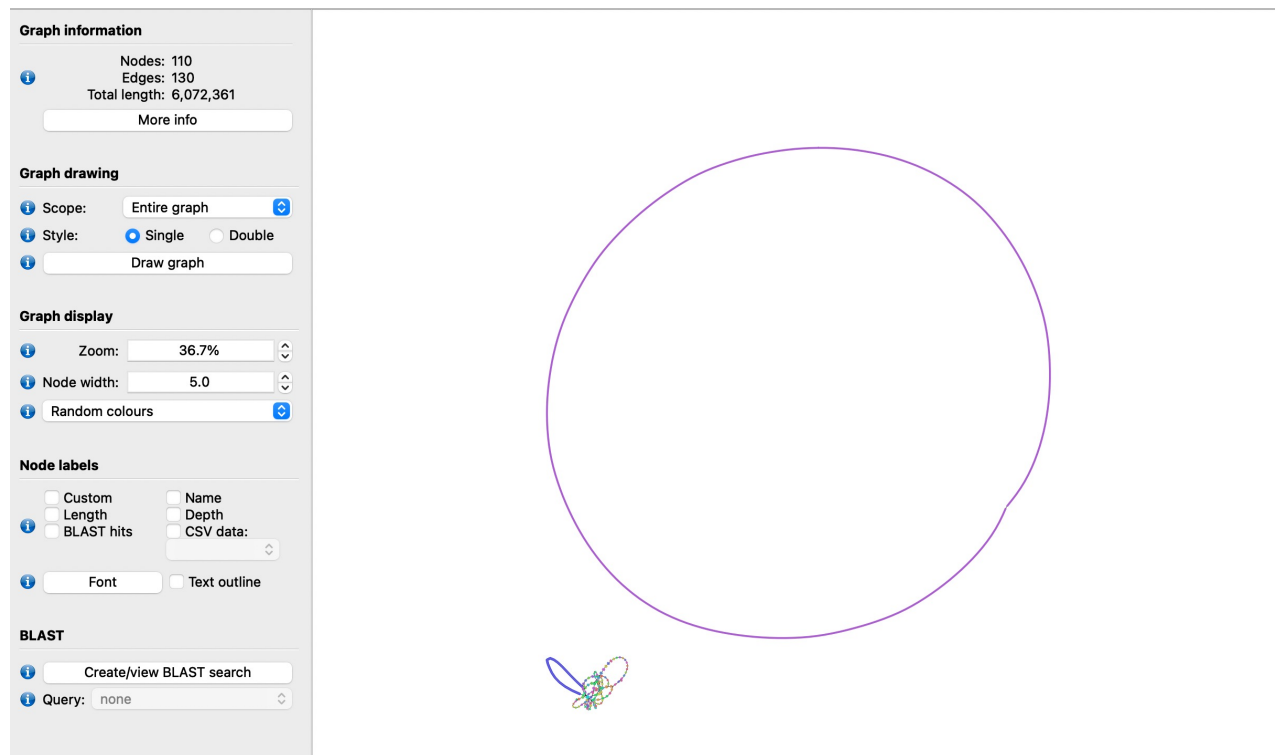 Graph information
Nodes: 110
Edges: 130
Total length: 6,072,361
More info
Graph drawing
Scope: Entire graph
Style: Single Double
Draw graph
Graph display
Zoom: 36.7%
Node width: 5.0
Random colours
Node labels
Custom Name
Length Depth
BLAST hits CSV data:
Font Text outline
BLAST
Create/view BLAST search
Query: none